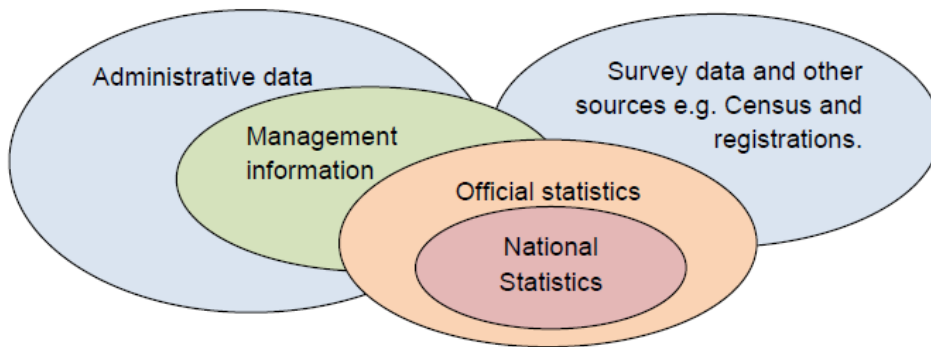 Administrative data
Survey data and other
sources e.g. Census and
registrations.
Management
information
Official statistics
National
Statistics